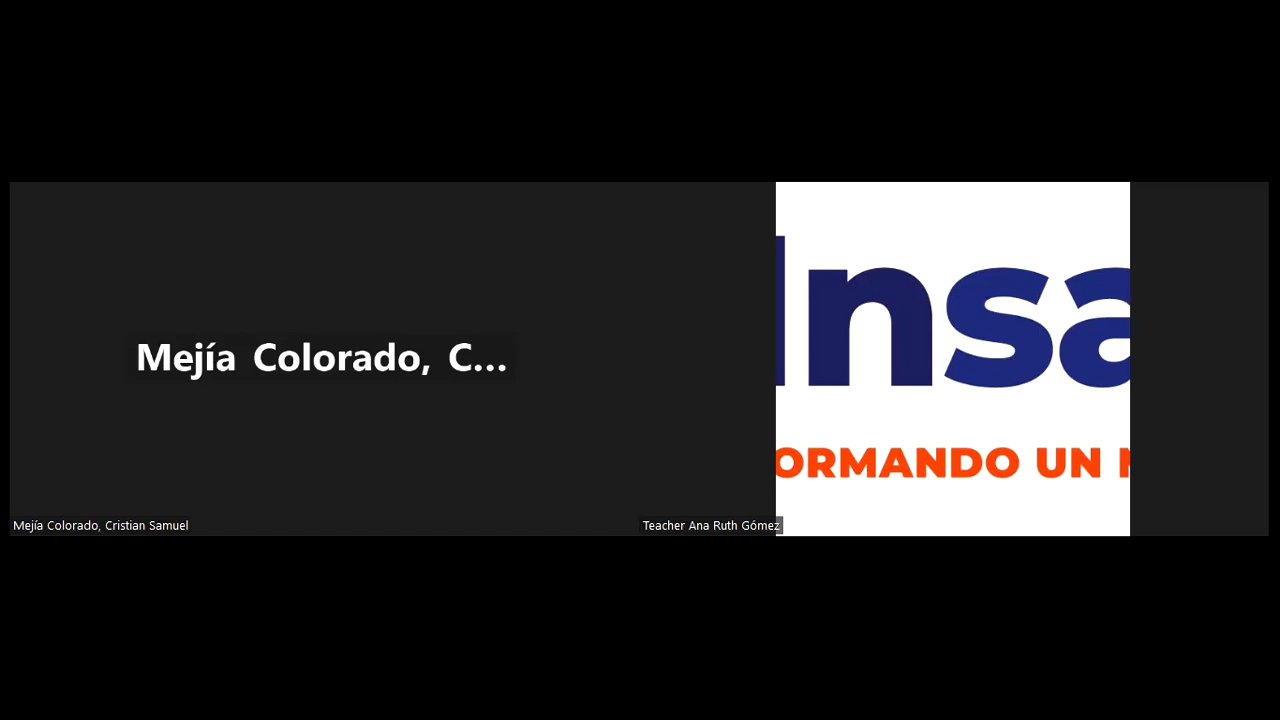 Mejía Colorado, C...
Insa
ORMANDO UN
Mejía Colorado, Cristian Samuel
Teacher Ana Ruth Gómez